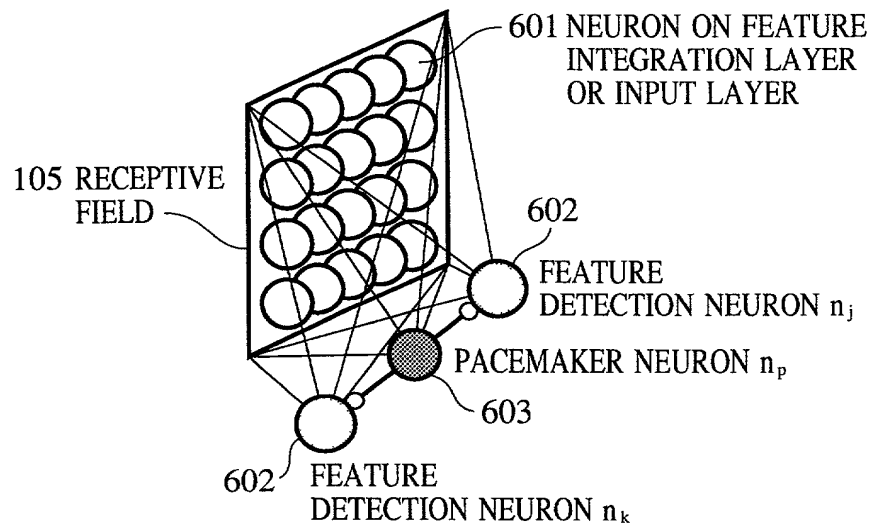 601 NEURON ON FEATURE
INTEGRATION LAYER
OR INPUT LAYER
105 RECEPTIVE
FIELD
602
FEATURE
DETECTION NEURON nj
PACEMAKER NEURON np
603
602
FEATURE
DETECTION NEURON nk